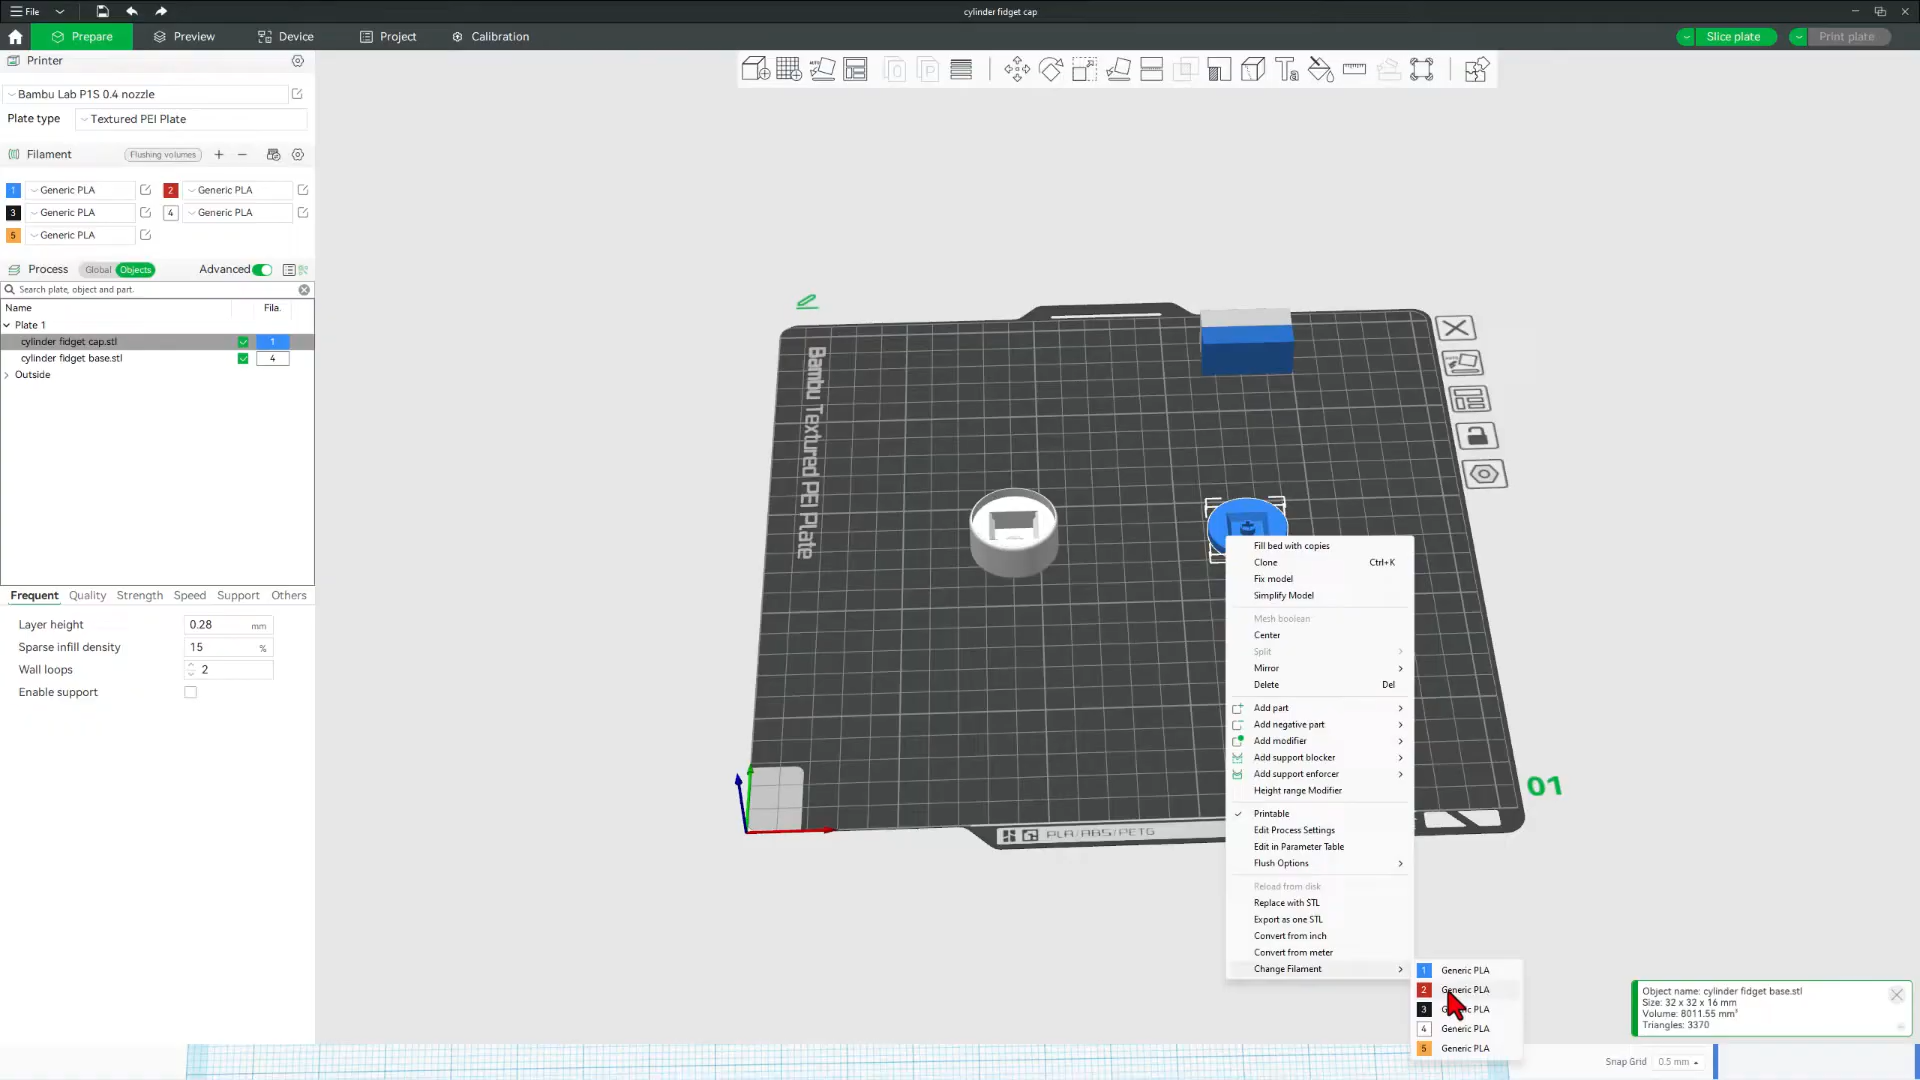 File
cylinder fidget cap
Prepare
Preview
Device
Project
Calibration
Slice plate
Print plate
Printer
Bambu Lab P1S 0.4 nozzle
Plate type
Textured PEI Plate
Filament
Flushing volumes
1 Generic PLA
2 Generic PLA
3 Generic PLA
4 Generic PLA
5 Generic PLA
Process Global Objects Advanced
Search plate, object and part.
Name Fila.
Plate 1
cylinder fidget cap.stl 1
cylinder fidget base.stl 4
Outside
Frequent Quality Strength Speed Support Others
Layer height 0.28 mm
Sparse infill density 15 %
Wall loops 2
Enable support
Bambu Textured PEI Plate
PLA/ABS/PETG
01
Fill bed with copies
Clone Ctrl+K
Fix model
Simplify Model
Mesh boolean
Center
Split
Mirror
Delete Del
Add part
Add negative part
Add modifier
Add support blocker
Add support enforcer
Height range Modifier
Printable
Edit Process Settings
Edit in Parameter Table
Flush Options
Reload from disk
Replace with STL
Export as one STL
Convert from inch
Convert from meter
Change Filament
1 Generic PLA
2 Generic PLA
3 PLA
4 Generic PLA
5 Generic PLA
Object name: cylinder fidget base.stl
Size: 32 x 32 x 16 mm
Volume: 8011.55 mm³
Triangles: 3370
Snap Grid 0.5 mm